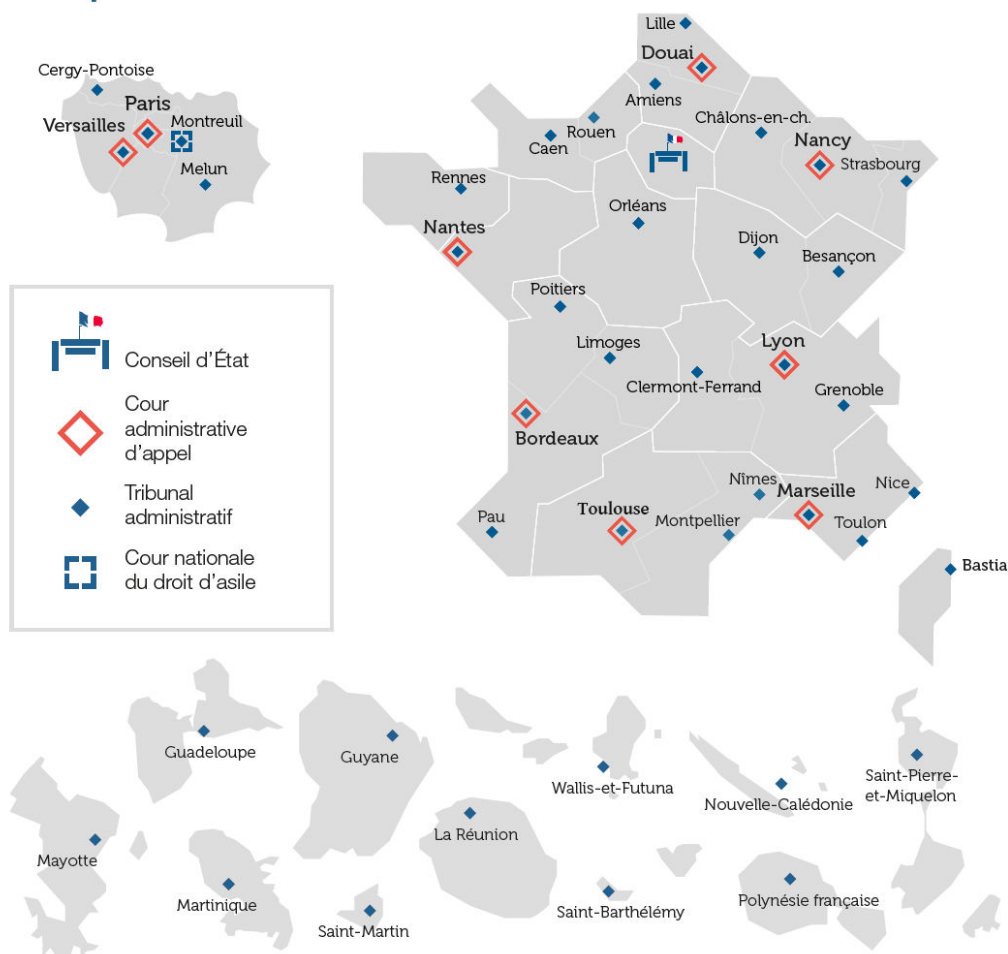 Cergy-Pontoise
Paris
Versailles
Montreuil
Melun
Lille
Douai
Amiens
Rouen
Caen
Châlons-en-ch.
Nancy
Strasbourg
Rennes
Nantes
Orléans
Dijon
Besançon
Poitiers
Limoges
Lyon
Clermont-Ferrand
Grenoble
Bordeaux
Nîmes
Marseille
Nice
Pau
Toulouse
Montpellier
Toulon
Bastia
Conseil d'État
Cour
administrative
d'appel
Tribunal
administratif
Cour nationale
du droit d'asile
Guadeloupe
Guyane
Wallis-et-Futuna
Nouvelle-Calédonie
Saint-Pierre-
et-Miquelon
Mayotte
La Réunion
Martinique
Saint-Martin
Saint-Barthélémy
Polynésie française